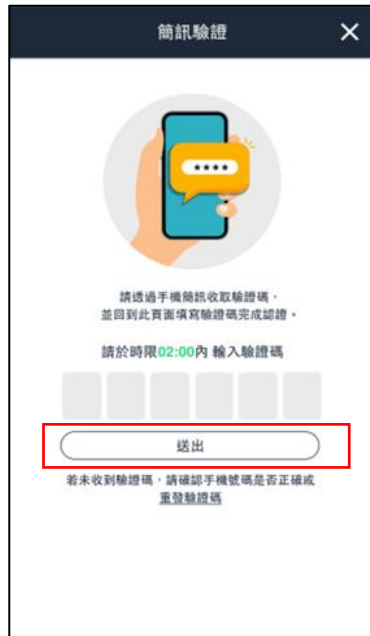 簡訊驗證
****
請透過手機簡訊收取驗證碼，
並回到此頁面填寫驗證碼完成認證。
請於時限02:00內 輸入驗證碼
送出
若未收到驗證碼，請確認手機號碼是否正確或
重發驗證碼